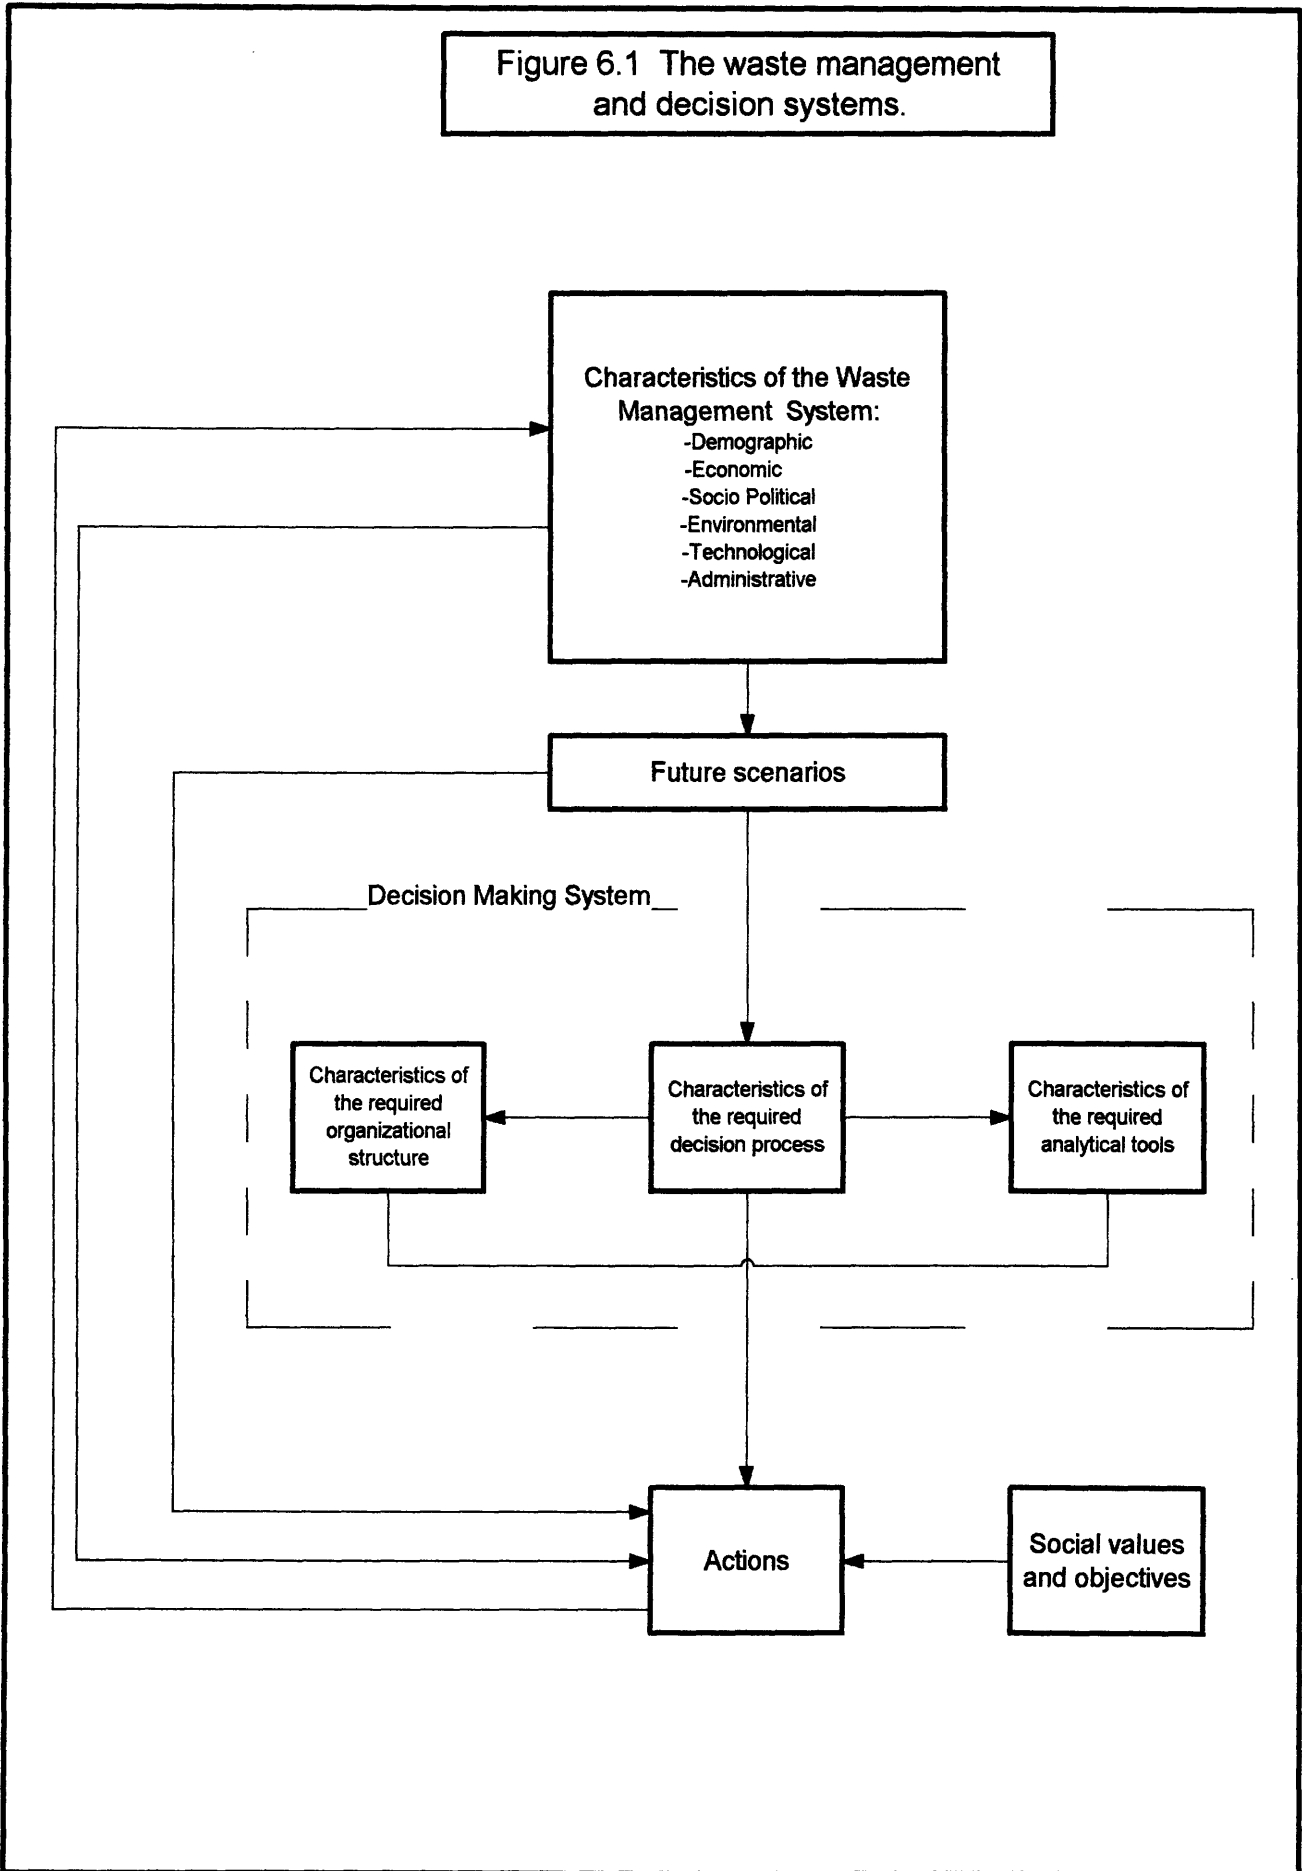 Figure 6.1 The waste management
and decision systems.
Characteristics of the Waste
Management System:
-Demographic
-Economic
-Socio Political
-Environmental
-Technological
-Administrative
Future scenarios
Decision Making System
Characteristics of
the required
organizational
structure
Characteristics of
the required
decision process
Characteristics of
the required
analytical tools
Actions
Social values
and objectives